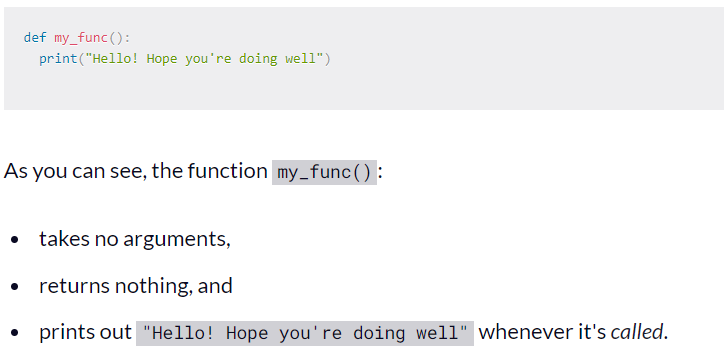 def my_func():
  print("Hello! Hope you're doing well")
As you can see, the function my_func():
• takes no arguments,
• returns nothing, and
• prints out "Hello! Hope you're doing well" whenever it's called.